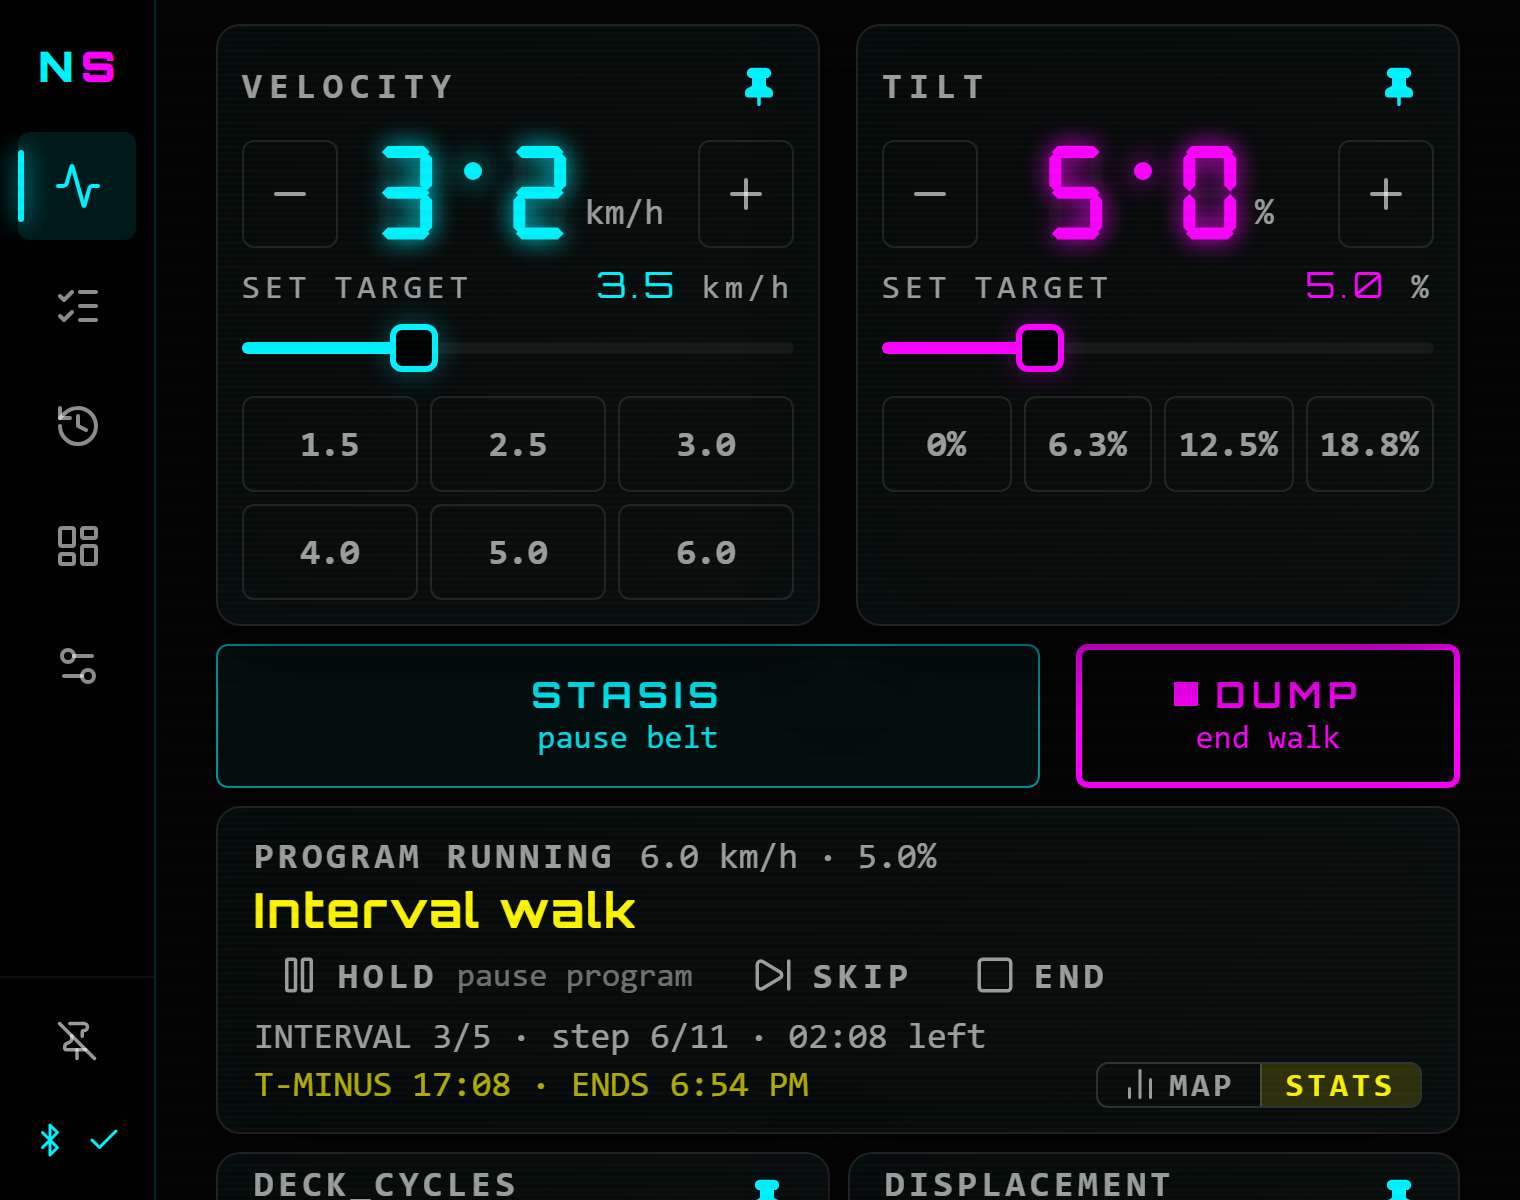 NS
VELOCITY
3.2 km/h
SET TARGET 3.5 km/h
1.5 2.5 3.0
4.0 5.0 6.0
TILT
5.0 %
SET TARGET 5.0 %
0% 6.3% 12.5% 18.8%
STASIS
pause belt
DUMP
end walk
PROGRAM RUNNING 6.0 km/h · 5.0%
Interval walk
HOLD pause program SKIP END
INTERVAL 3/5 · step 6/11 · 02:08 left
T-MINUS 17:08 · ENDS 6:54 PM
MAP STATS
DECK_CYCLES
DISPLACEMENT